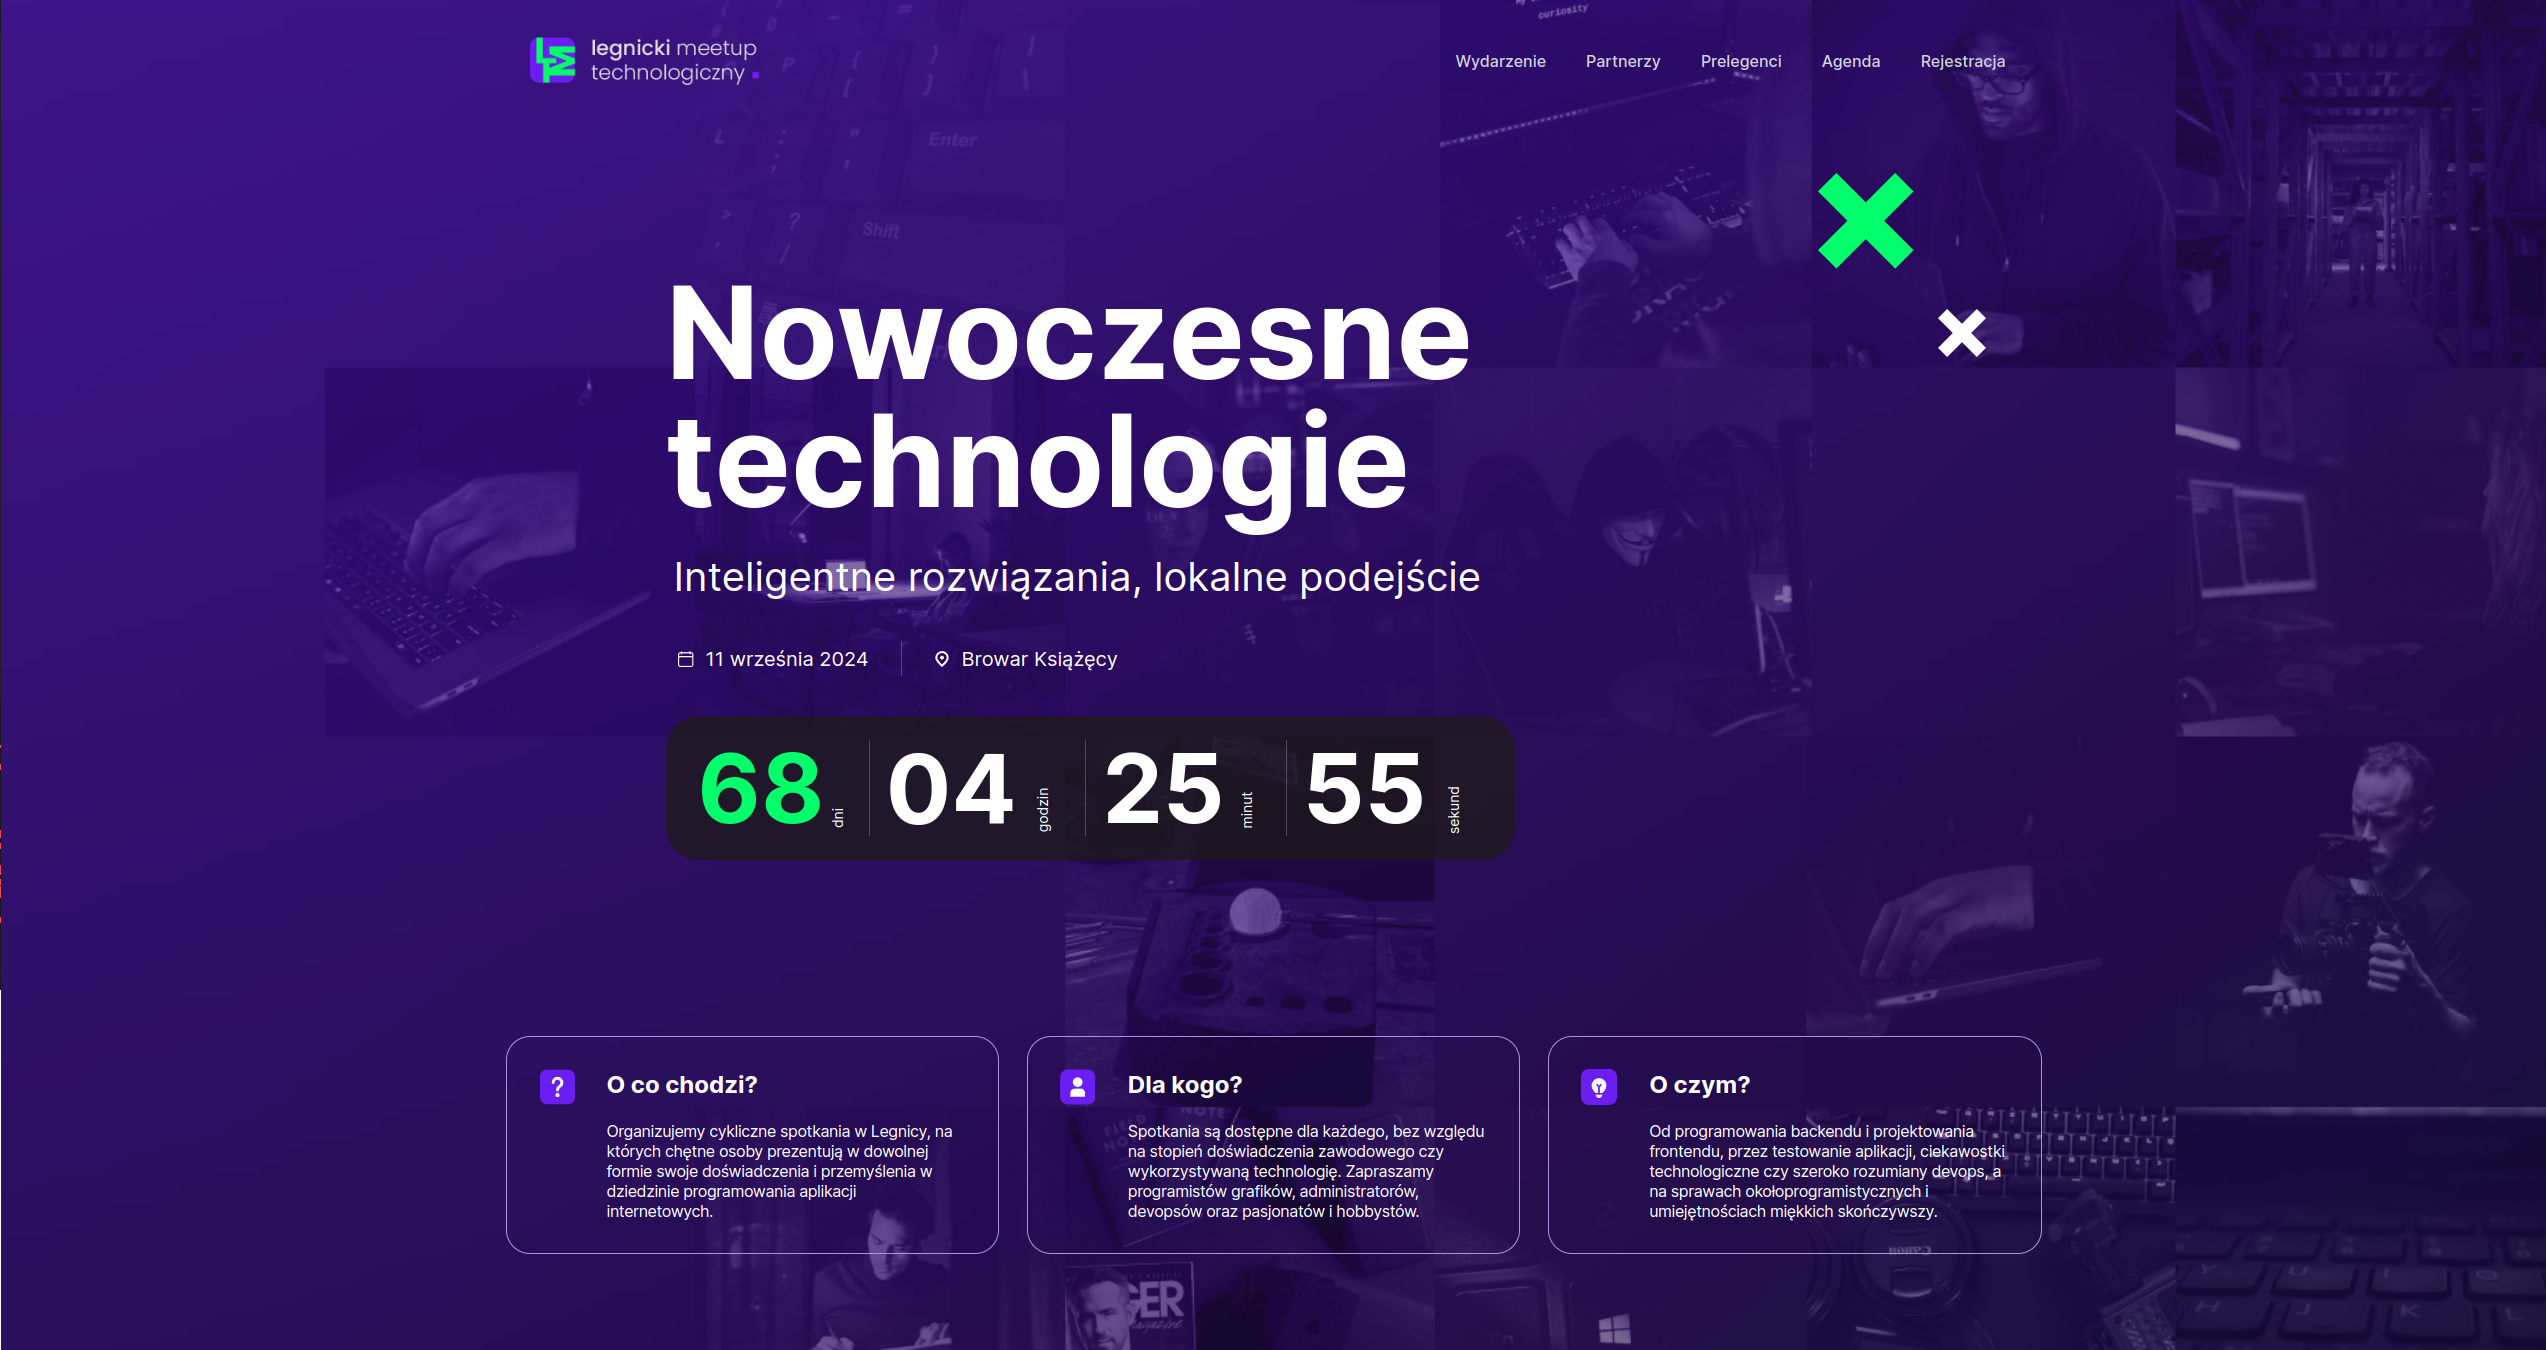 legnicki meetup
technologiczny
Wydarzenie
Partnerzy
Prelegenci
Agenda
Rejestracja
curiosity
Enter
Shift
Nowoczesne
technologie
Inteligentne rozwiązania, lokalne podejście
11 września 2024
Browar Książęcy
68 dni
04 godzin
25 minut
55 sekund
O co chodzi?
Organizujemy cykliczne spotkania w Legnicy, na
których chętne osoby prezentują w dowolnej
formie swoje doświadczenia i przemyślenia w
dziedzinie programowania aplikacji
internetowych.
Dla kogo?
Spotkania są dostępne dla każdego, bez względu
na stopień doświadczenia zawodowego czy
wykorzystywaną technologię. Zapraszamy
programistów grafików, administratorów,
devopsów oraz pasjonatów i hobbystów.
O czym?
Od programowania backendu i projektowania
frontendu, przez testowanie aplikacji, ciekawostki
technologiczne czy szeroko rozumiany devops, a
na sprawach okołoprogramistycznych i
umiejętnościach miękkich skończywszy.
Canon